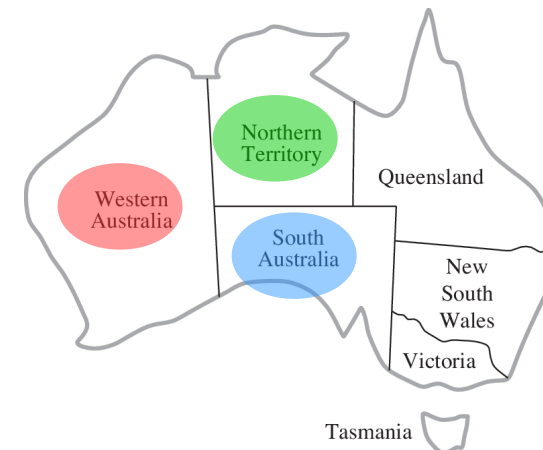 Northern
Territory
Western
Australia
Queensland
South
Australia
New
South
Wales
Victoria
Tasmania